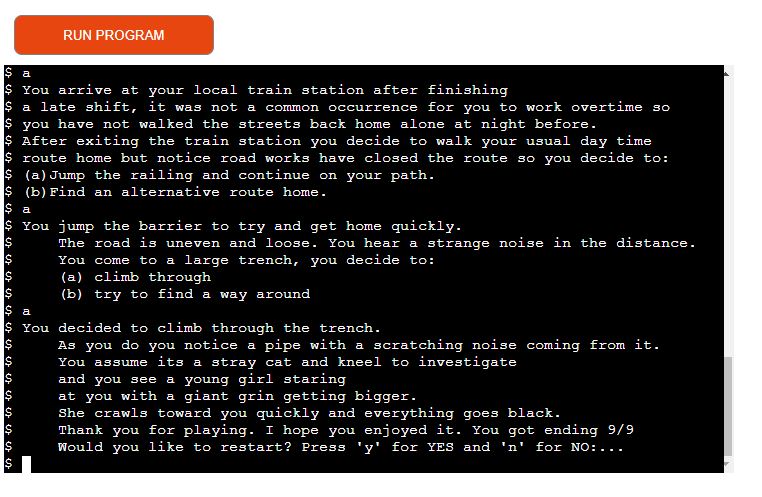 RUN PROGRAM
$ a
$ You arrive at your local train station after finishing
$ a late shift, it was not a common occurrence for you to work overtime so
$ you have not walked the streets back home alone at night before.
$ After exiting the train station you decide to walk your usual day time
$ route home but notice road works have closed the route so you decide to:
$ (a)Jump the railing and continue on your path.
$ (b)Find an alternative route home.
$ a
$ You jump the barrier to try and get home quickly.
$     The road is uneven and loose. You hear a strange noise in the distance.
$     You come to a large trench, you decide to:
$     (a) climb through
$     (b) try to find a way around
$ a
$ You decided to climb through the trench.
$     As you do you notice a pipe with a scratching noise coming from it.
$     You assume its a stray cat and kneel to investigate
$     and you see a young girl staring
$     at you with a giant grin getting bigger.
$     She crawls toward you quickly and everything goes black.
$     Thank you for playing. I hope you enjoyed it. You got ending 9/9
$     Would you like to restart? Press 'y' for YES and 'n' for NO:...
$